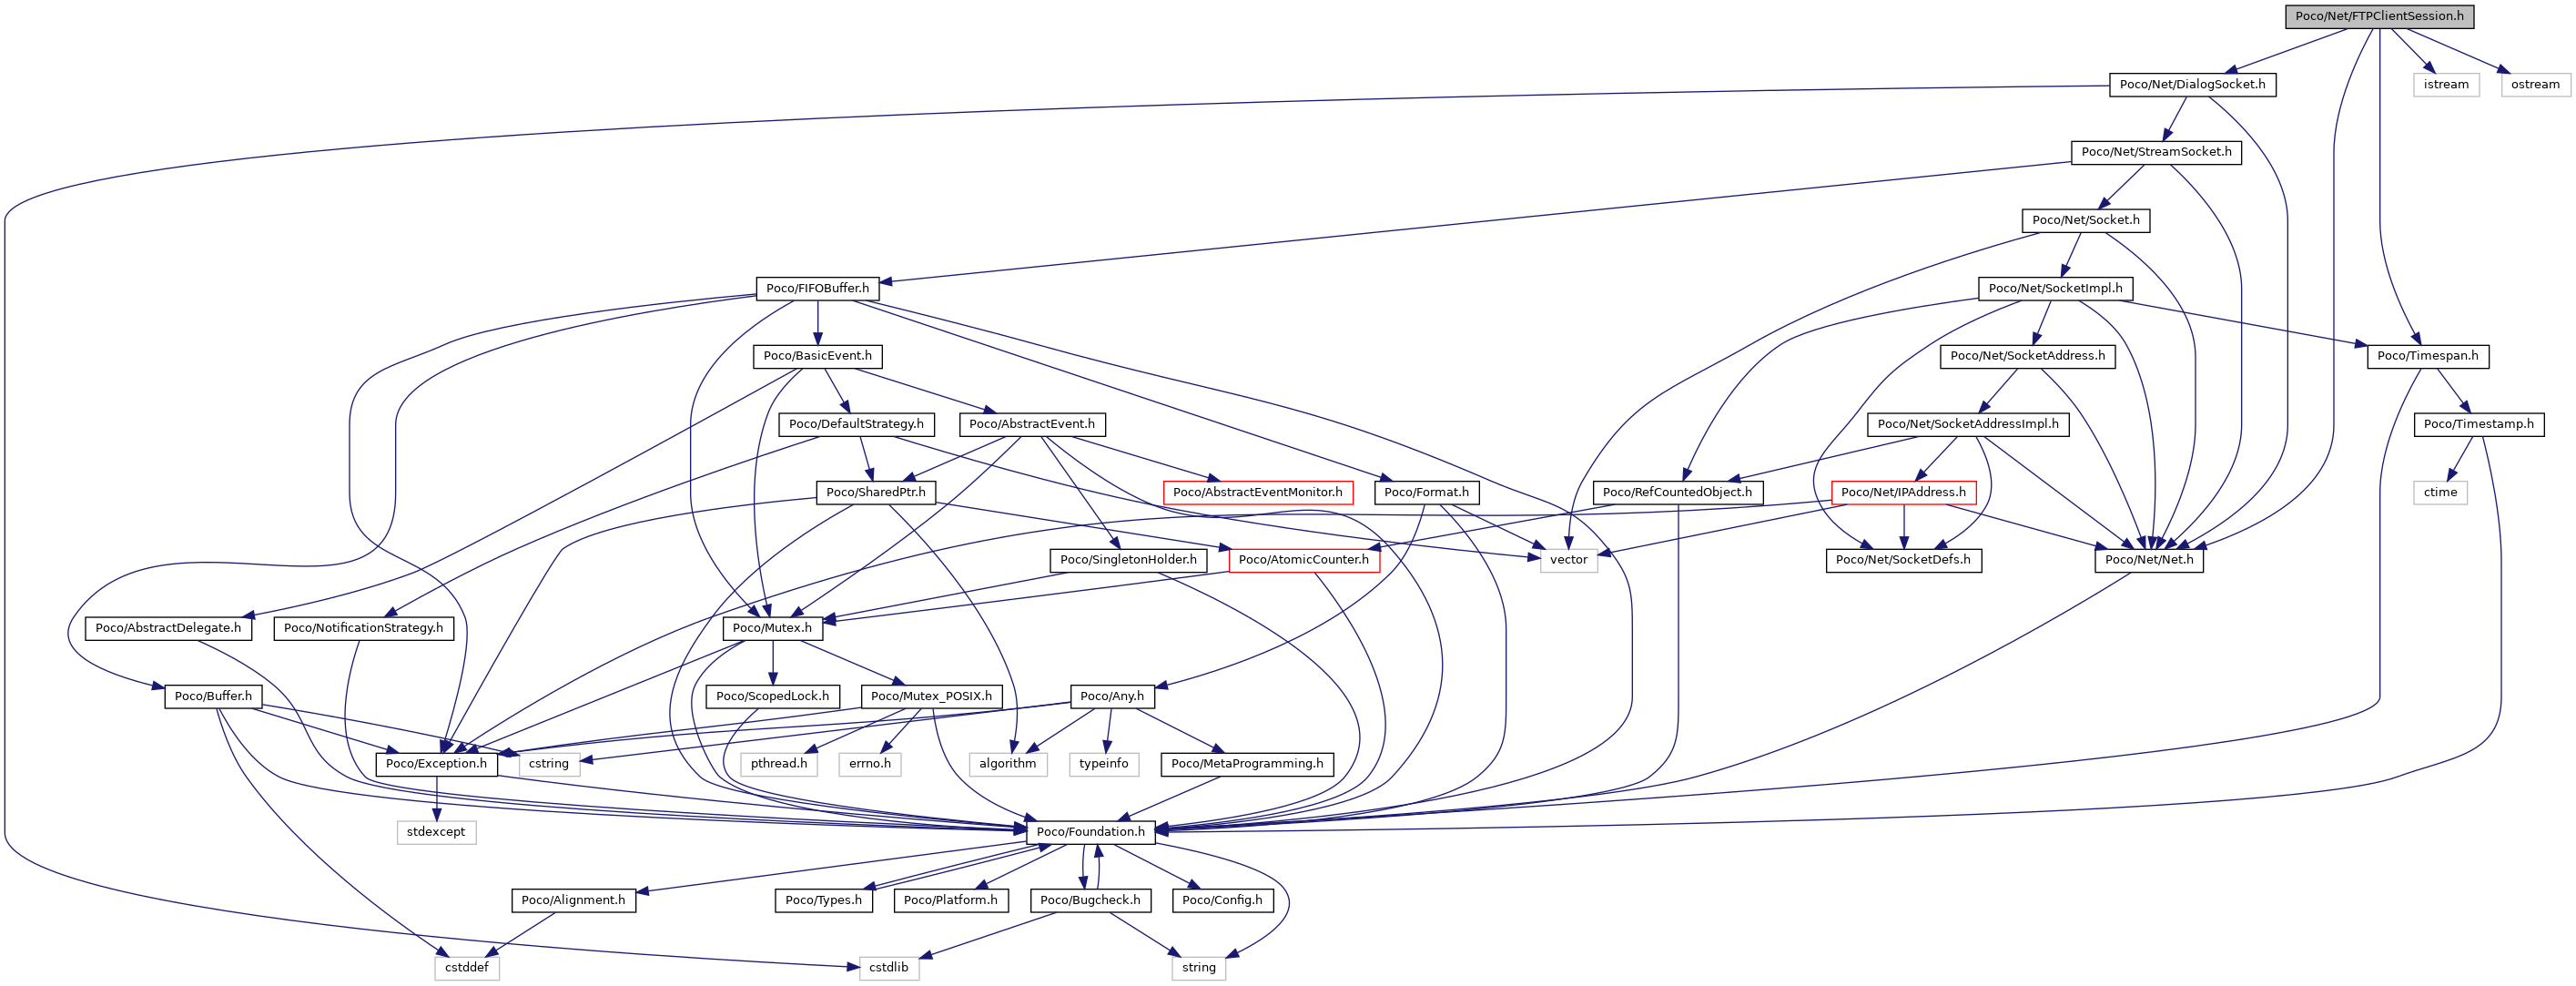 Poco/Net/FTPClientSession.h
Poco/Net/DialogSocket.h
istream
ostream
Poco/Net/StreamSocket.h
Poco/Net/Socket.h
Poco/FIFOBuffer.h
Poco/Net/SocketImpl.h
Poco/BasicEvent.h
Poco/Net/SocketAddress.h
Poco/Timespan.h
Poco/DefaultStrategy.h
Poco/AbstractEvent.h
Poco/Net/SocketAddressImpl.h
Poco/Timestamp.h
Poco/SharedPtr.h
Poco/AbstractEventMonitor.h
Poco/Format.h
Poco/RefCountedObject.h
Poco/Net/IPAddress.h
ctime
Poco/SingletonHolder.h
Poco/AtomicCounter.h
vector
Poco/Net/SocketDefs.h
Poco/Net/Net.h
Poco/AbstractDelegate.h
Poco/NotificationStrategy.h
Poco/Mutex.h
Poco/Buffer.h
Poco/ScopedLock.h
Poco/Mutex_POSIX.h
Poco/Any.h
Poco/Exception.h
cstring
pthread.h
errno.h
algorithm
typeinfo
Poco/MetaProgramming.h
stdexcept
Poco/Foundation.h
Poco/Alignment.h
Poco/Types.h
Poco/Platform.h
Poco/Bugcheck.h
Poco/Config.h
cstddef
cstdlib
string